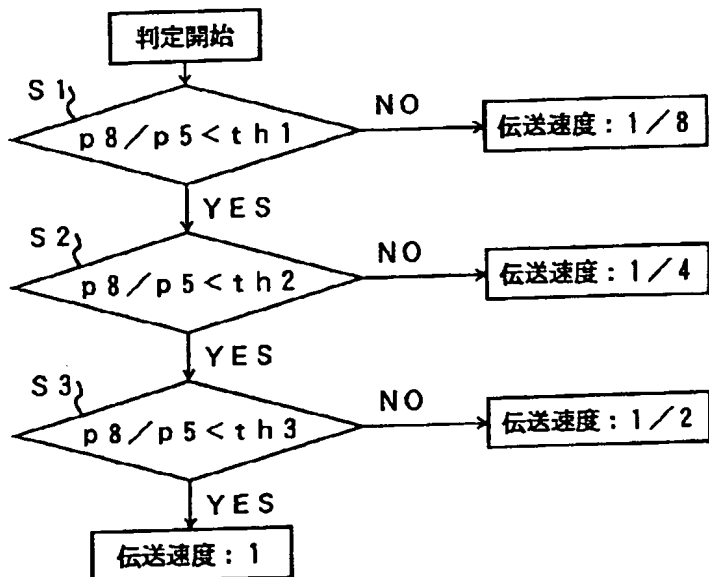 判定開始
S1
p8/p5<th1
NO
伝送速度:1/8
YES
S2
p8/p5<th2
NO
伝送速度:1/4
YES
S3
p8/p5<th3
NO
伝送速度:1/2
YES
伝送速度:1